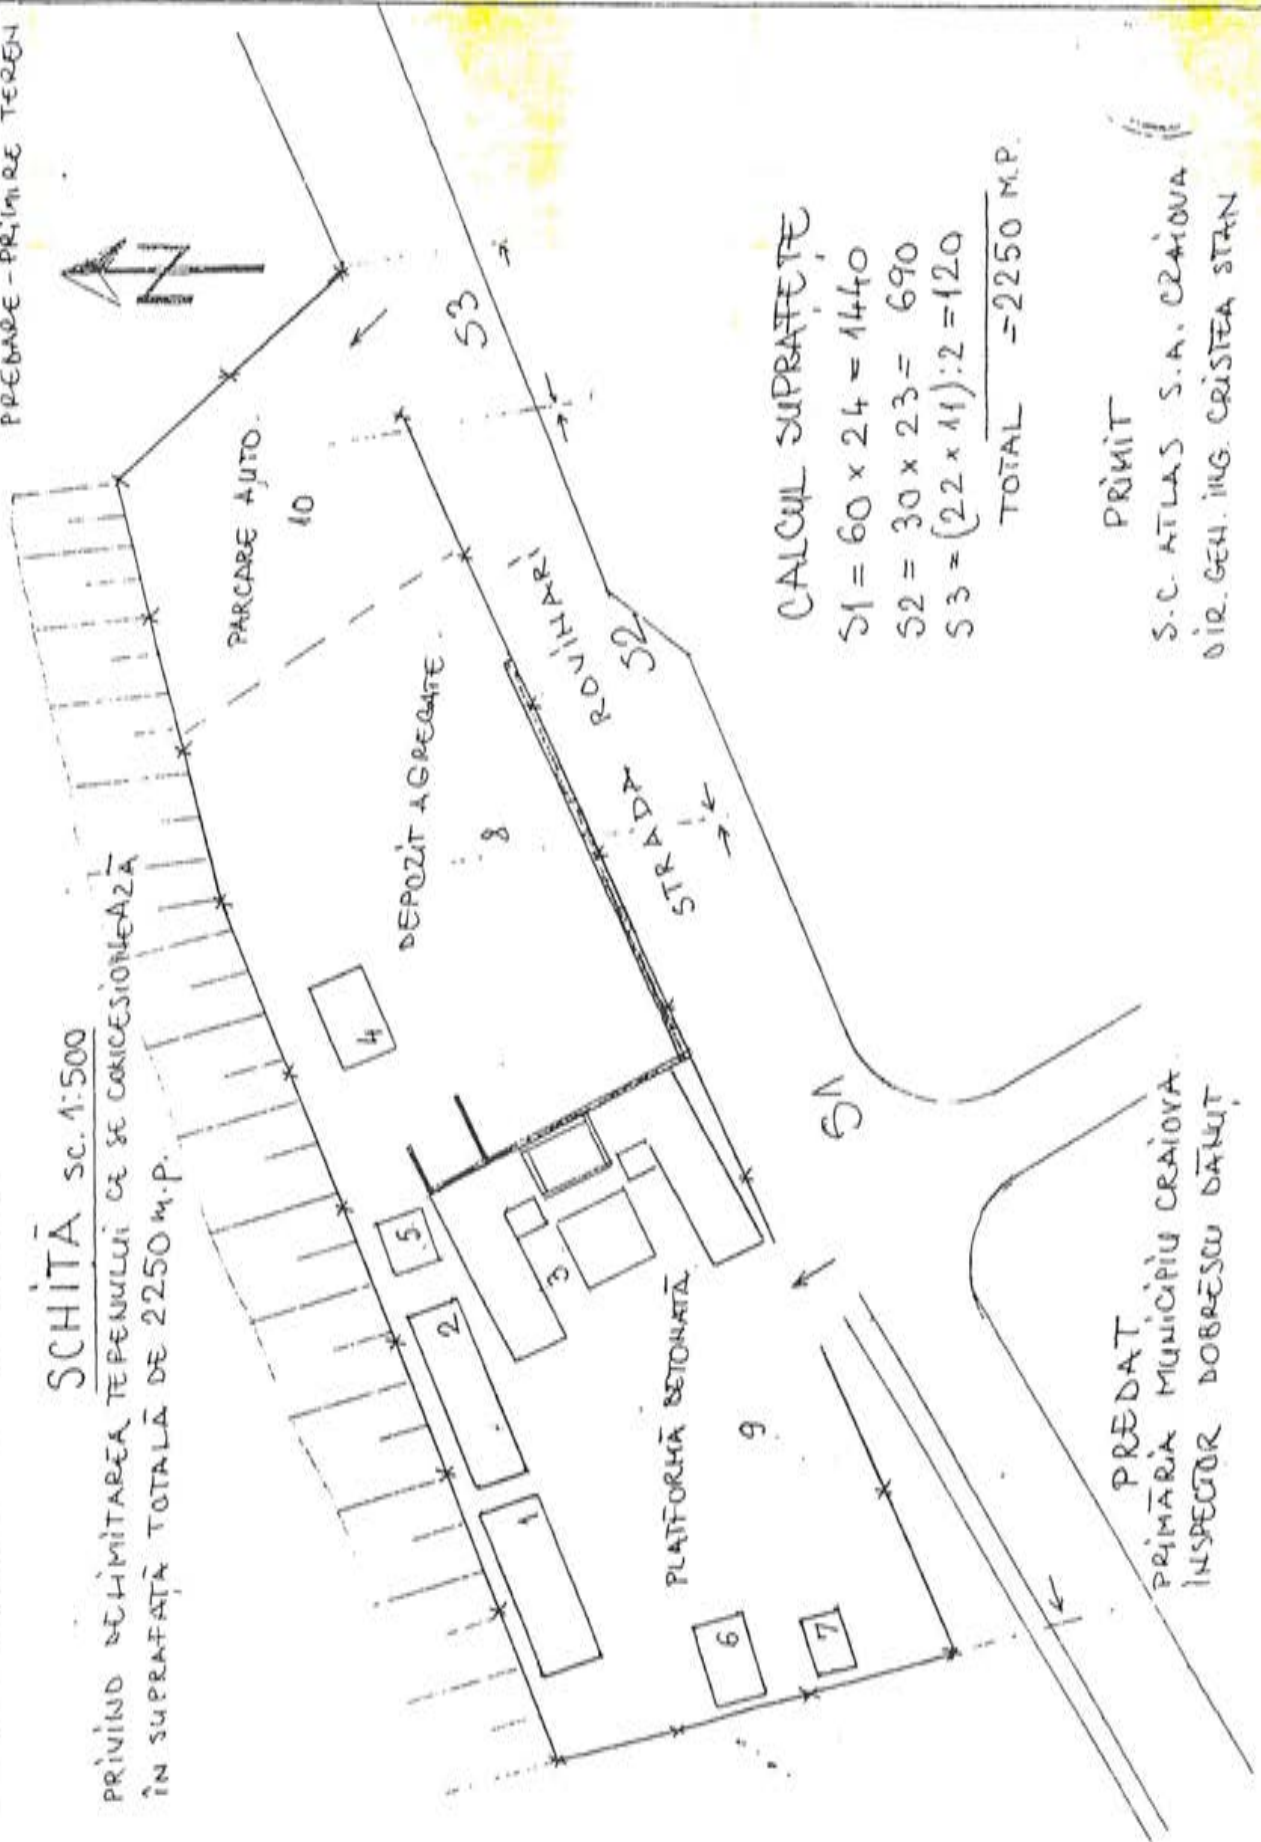 PREDARE-PRIMIRE TEREN
SCHIȚĂ SC. 1:500
PRIVIND DELIMITAREA TERENULUI CE SE CONCESIONEAZĂ
ÎN SUPRAFAȚĂ TOTALĂ DE 2250 m.p.
N
PARCARE AUTO.
10
DEPOZIT AGREGATE
8
4
5
2
1
3
PLATFORMĂ BETONATĂ
9
6
7
STRADA ROVINARI
S3
S2
S1
CALCUL SUPRAFEȚE
S1 = 60 x 24 = 1440
S2 = 30 x 23 = 690
S3 = (22 x 11):2 = 120
TOTAL = 2250 M.P.
PREDAT
PRIMĂRIA MUNICIPIU CRAIOVA
INSPECTOR DOBRESCU DĂNUȚ
PRIMIT
S.C. ATLAS S.A. CRAIOVA
DIR. GEN. ING. CRISTEA STAN